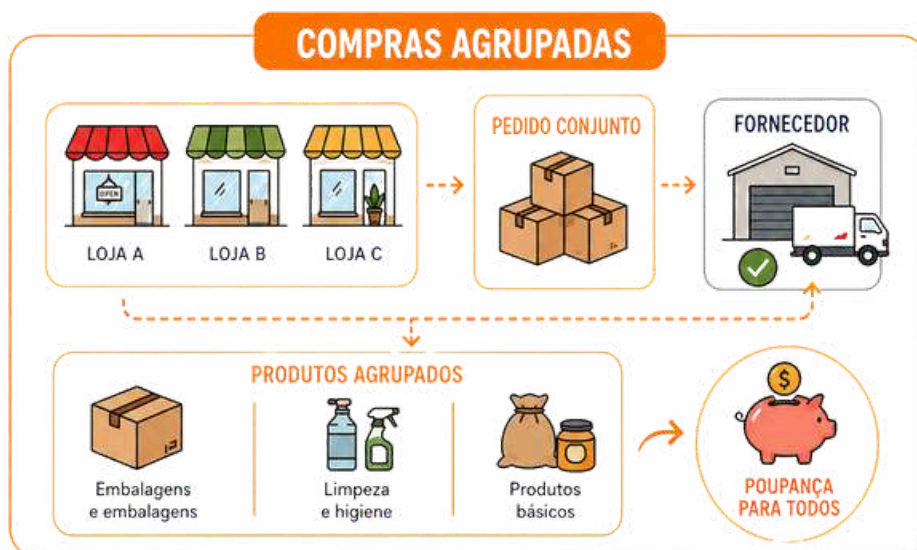 COMPRAS AGRUPADAS
PEDIDO CONJUNTO
FORNECEDOR
OPEN
LOJA A
LOJA B
LOJA C
PRODUTOS AGRUPADOS
$
Embalagens
e embalagens
Limpeza
e higiene
Produtos
básicos
POUPANÇA
PARA TODOS